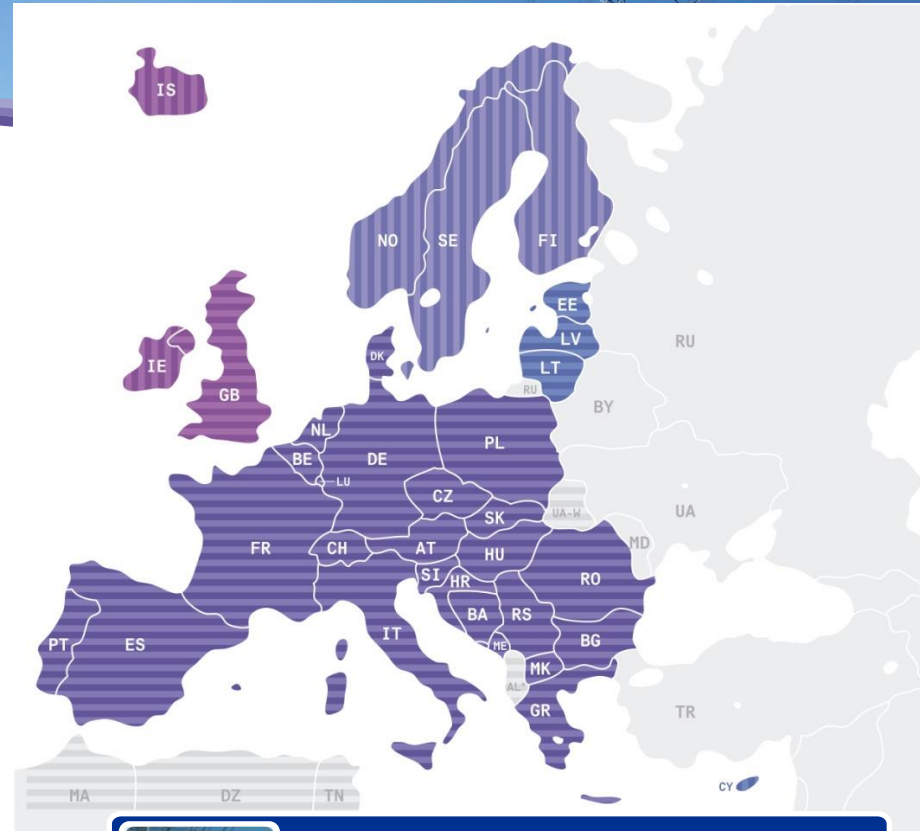 IS
NO
SE
FI
EE
LV
RU
IE
DK
LT
GB
RU
BY
NL
PL
BE
DE
LU
CZ
UA-W
UA
SK
MD
FR
CH
AT
HU
SI
HR
RO
BA
RS
IT
BG
PT
ES
ME
MK
AL*
GR
TR
CY
MA
DZ
TN